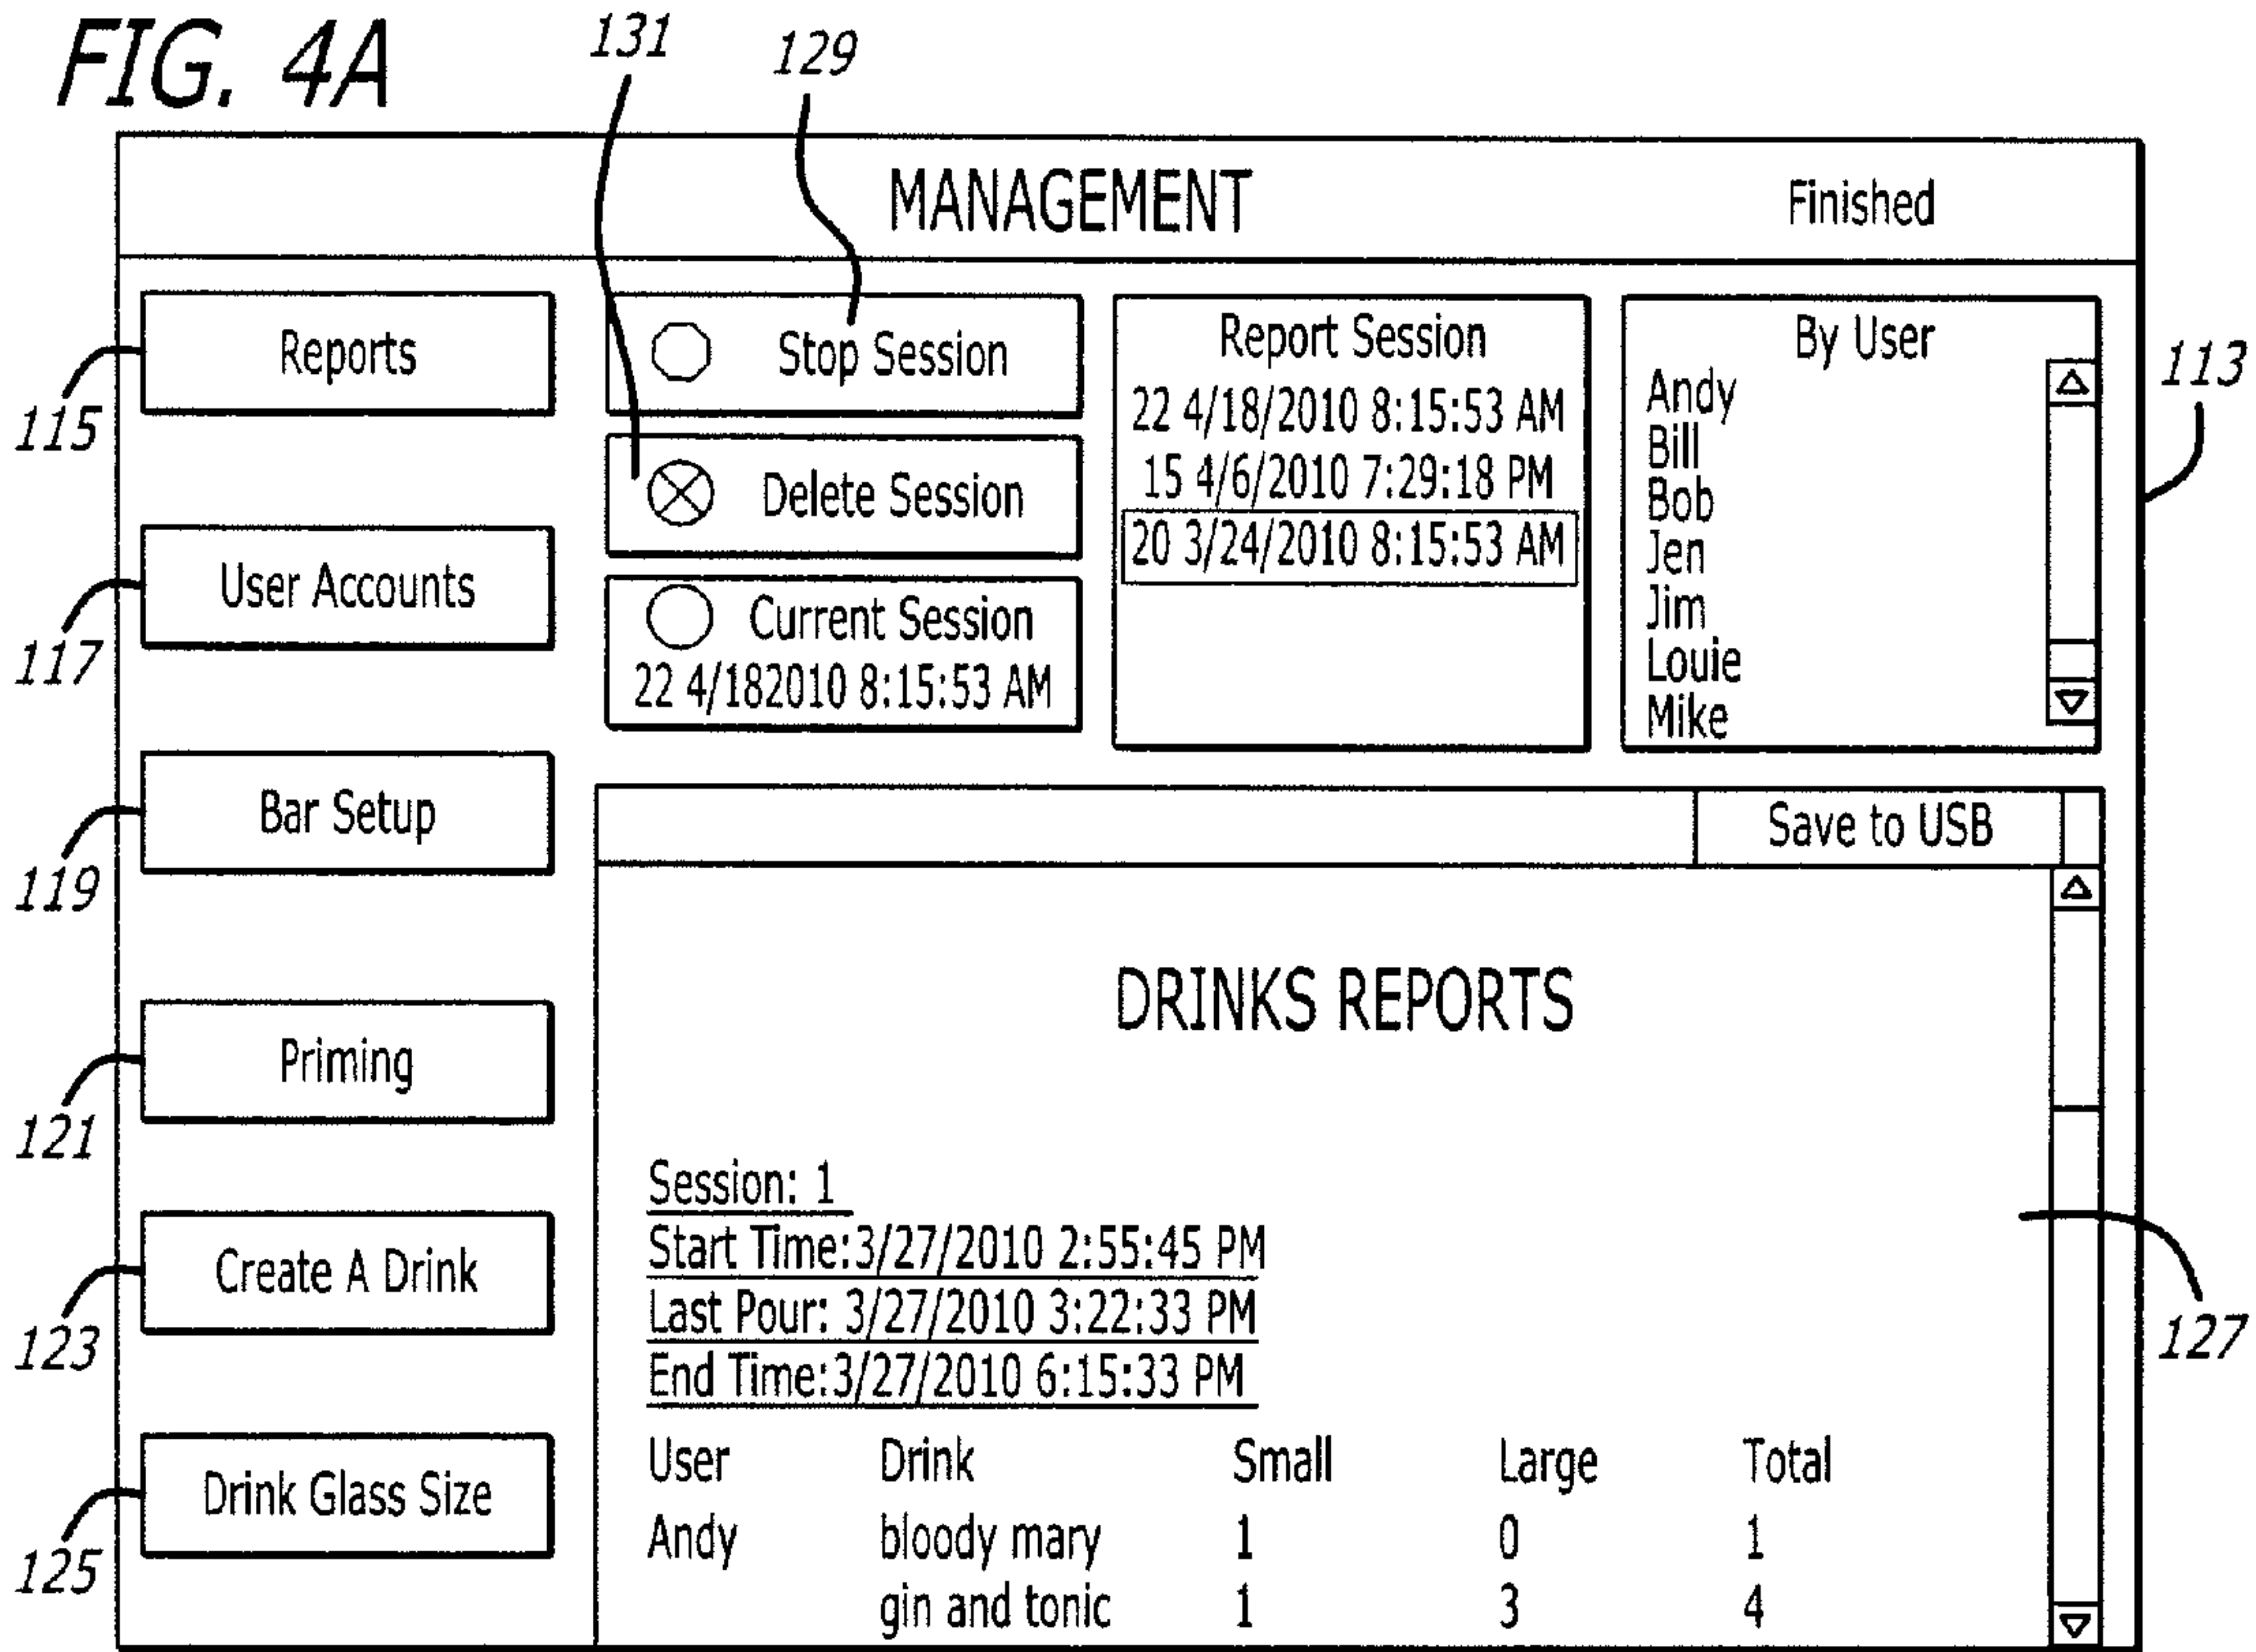 FIG. 4A
131
129
MANAGEMENT
Finished
113
Reports
115
User Accounts
117
Bar Setup
119
Priming
121
Create A Drink
123
Drink Glass Size
125
Stop Session
Delete Session
Current Session
22 4/182010 8:15:53 AM
Report Session
22 4/18/2010 8:15:53 AM
15 4/6/2010 7:29:18 PM
20 3/24/2010 8:15:53 AM
By User
Andy
Bill
Bob
Jen
Jim
Louie
Mike
Save to USB
DRINKS REPORTS
127
Session: 1
Start Time:3/27/2010 2:55:45 PM
Last Pour: 3/27/2010 3:22:33 PM
End Time:3/27/2010 6:15:33 PM
User Drink Small Large Total
Andy bloody mary 1 0 1
gin and tonic 1 3 4